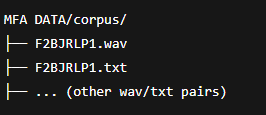 MFA DATA/corpus/
├── F2BJRLP1.wav
├── F2BJRLP1.txt
├── ... (other wav/txt pairs)